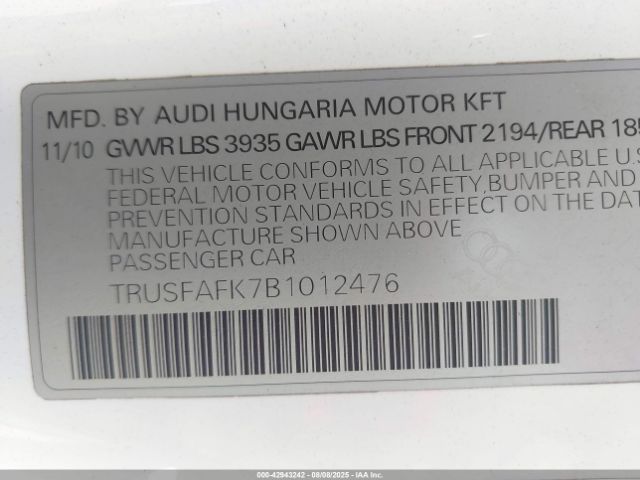 MFD. BY AUDI HUNGARIA MOTOR KFT
11/10 GVWR LBS 3935 GAWR LBS FRONT 2194/REAR 185
THIS VEHICLE CONFORMS TO ALL APPLICABLE U.S
FEDERAL MOTOR VEHICLE SAFETY,BUMPER AND
PREVENTION STANDARDS IN EFFECT ON THE DAT
MANUFACTURE SHOWN ABOVE
PASSENGER CAR
TRUSFAFK7B1012476
000-42943242 - 08/08/2025 - IAA Inc.